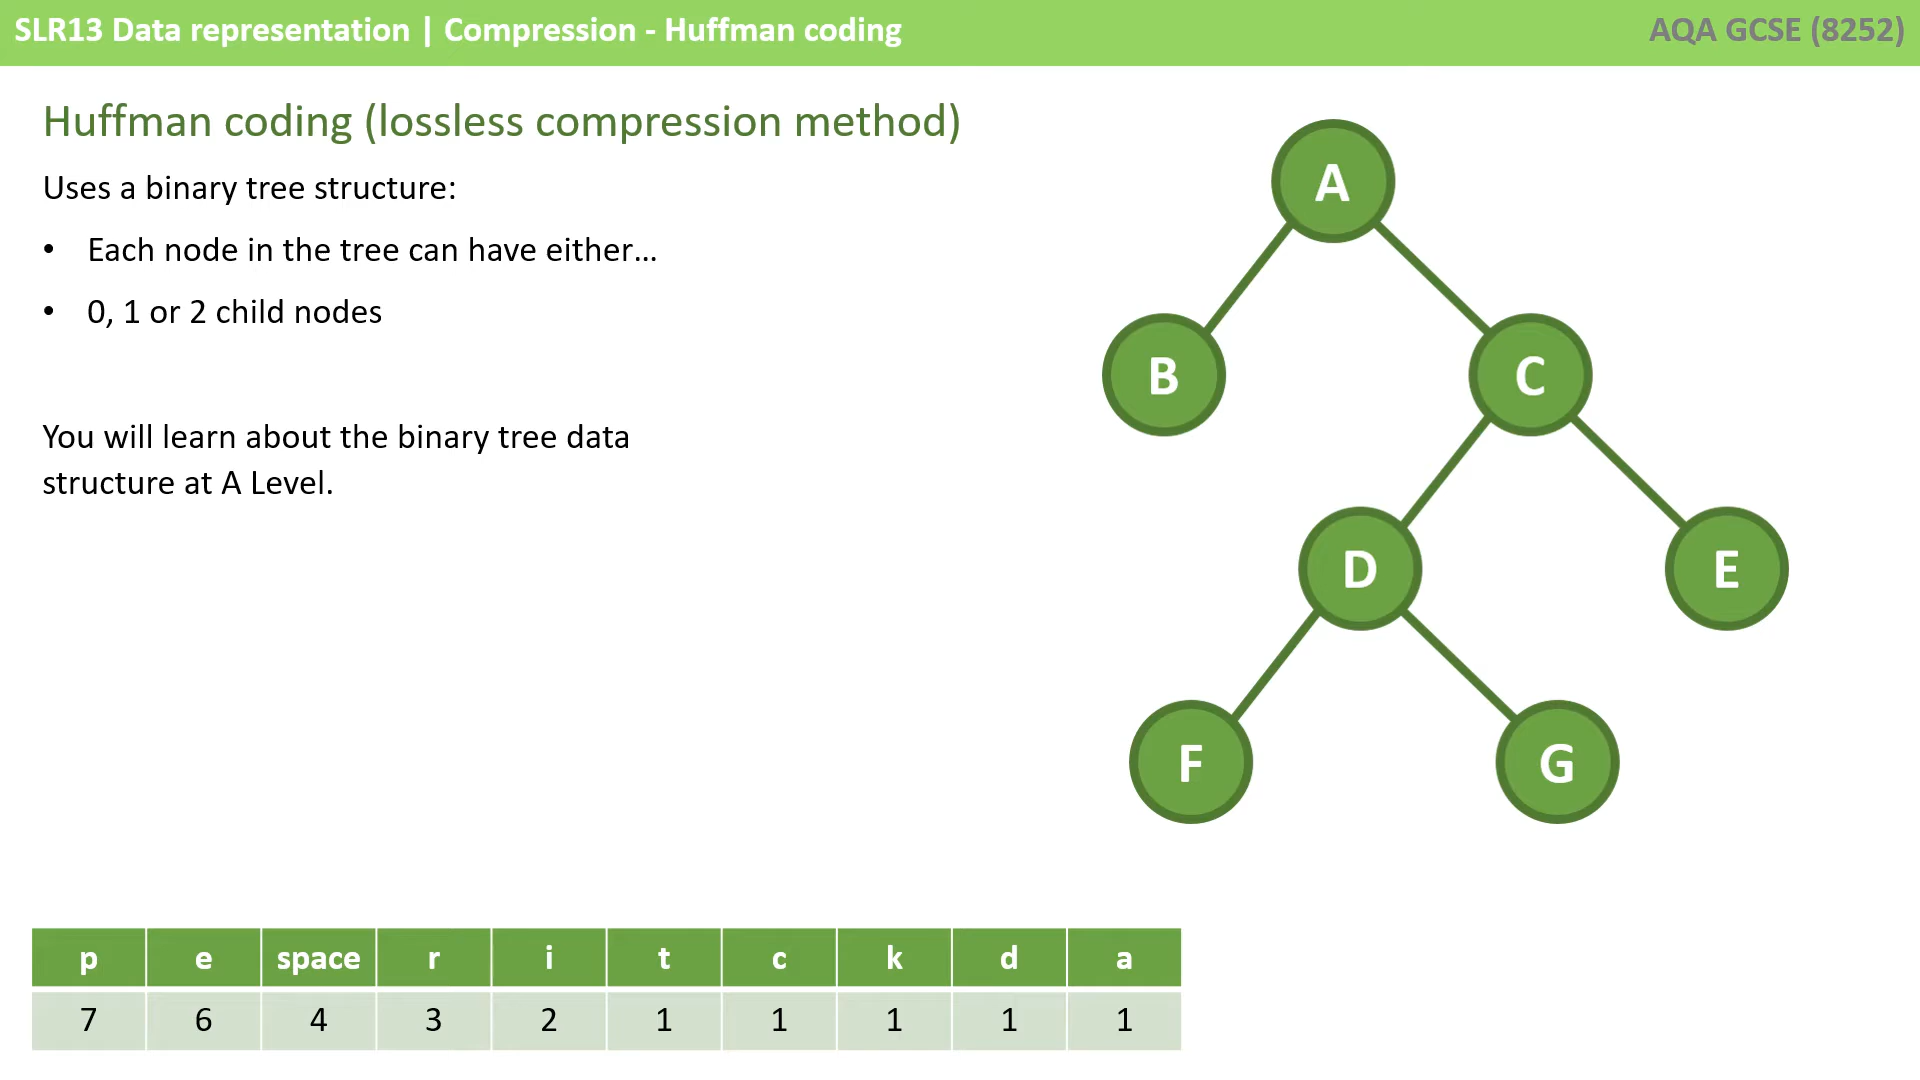 SLR13 Data representation | Compression - Huffman coding
AQA GCSE (8252)
Huffman coding (lossless compression method)
Uses a binary tree structure:
• Each node in the tree can have either…
• 0, 1 or 2 child nodes
You will learn about the binary tree data
structure at A Level.
A
B C
D E
F G
p e space r i t c k d a
7 6 4 3 2 1 1 1 1 1